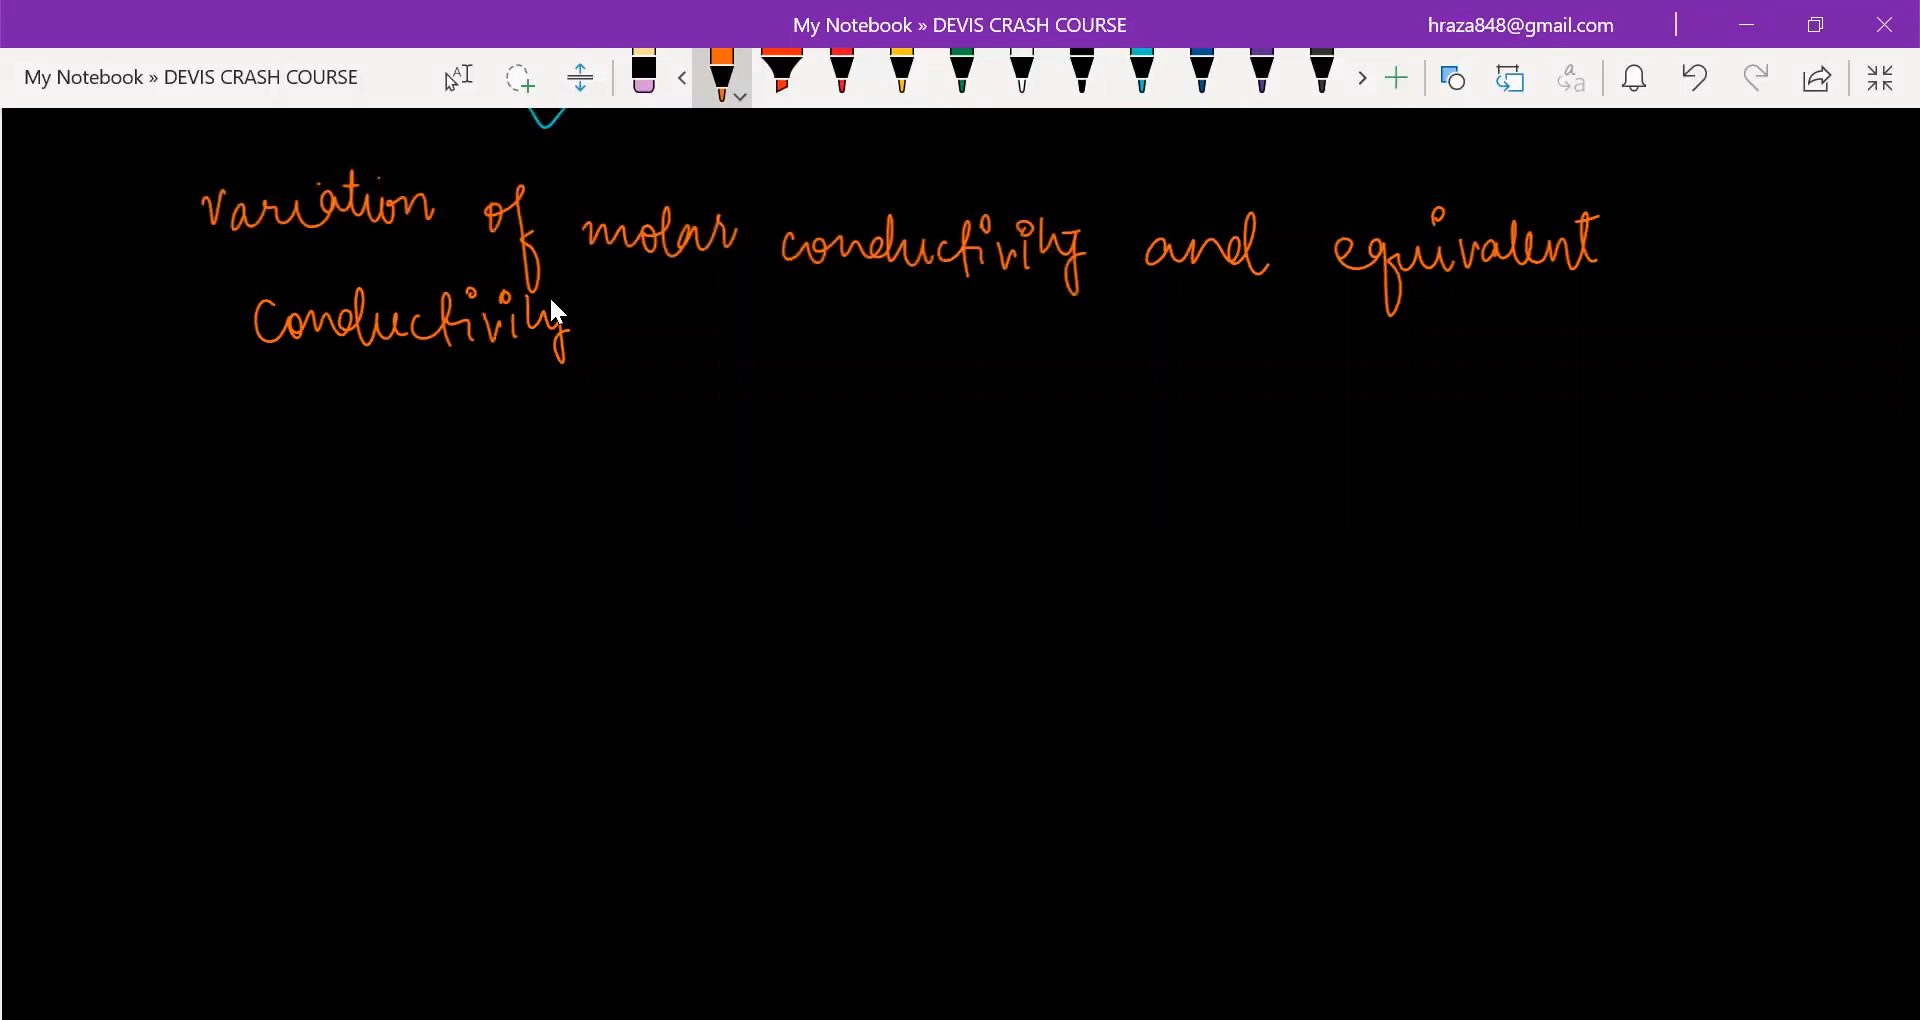 My Notebook » DEVIS CRASH COURSE
hraza848@gmail.com
My Notebook » DEVIS CRASH COURSE
variation of molar conductivity and equivalent
Conductivity